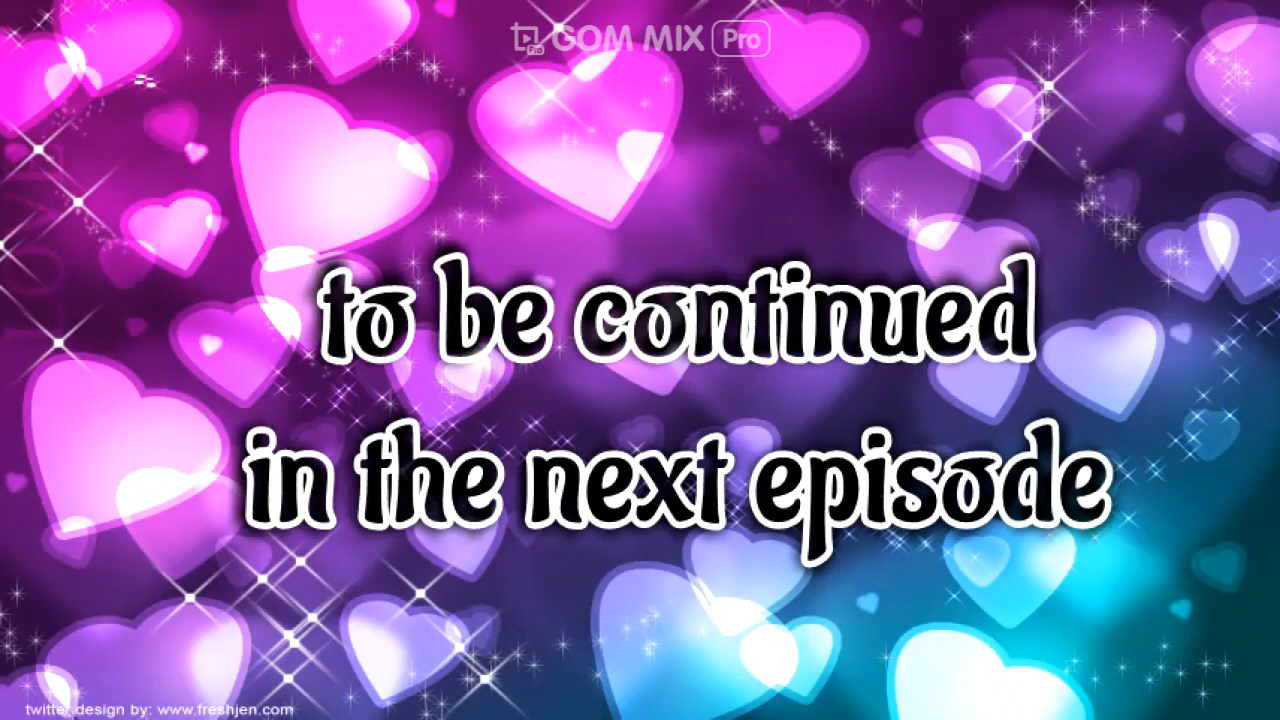 GOM MIX Pro
to be continued
in the next episode
twitter design by: www.freshjen.com